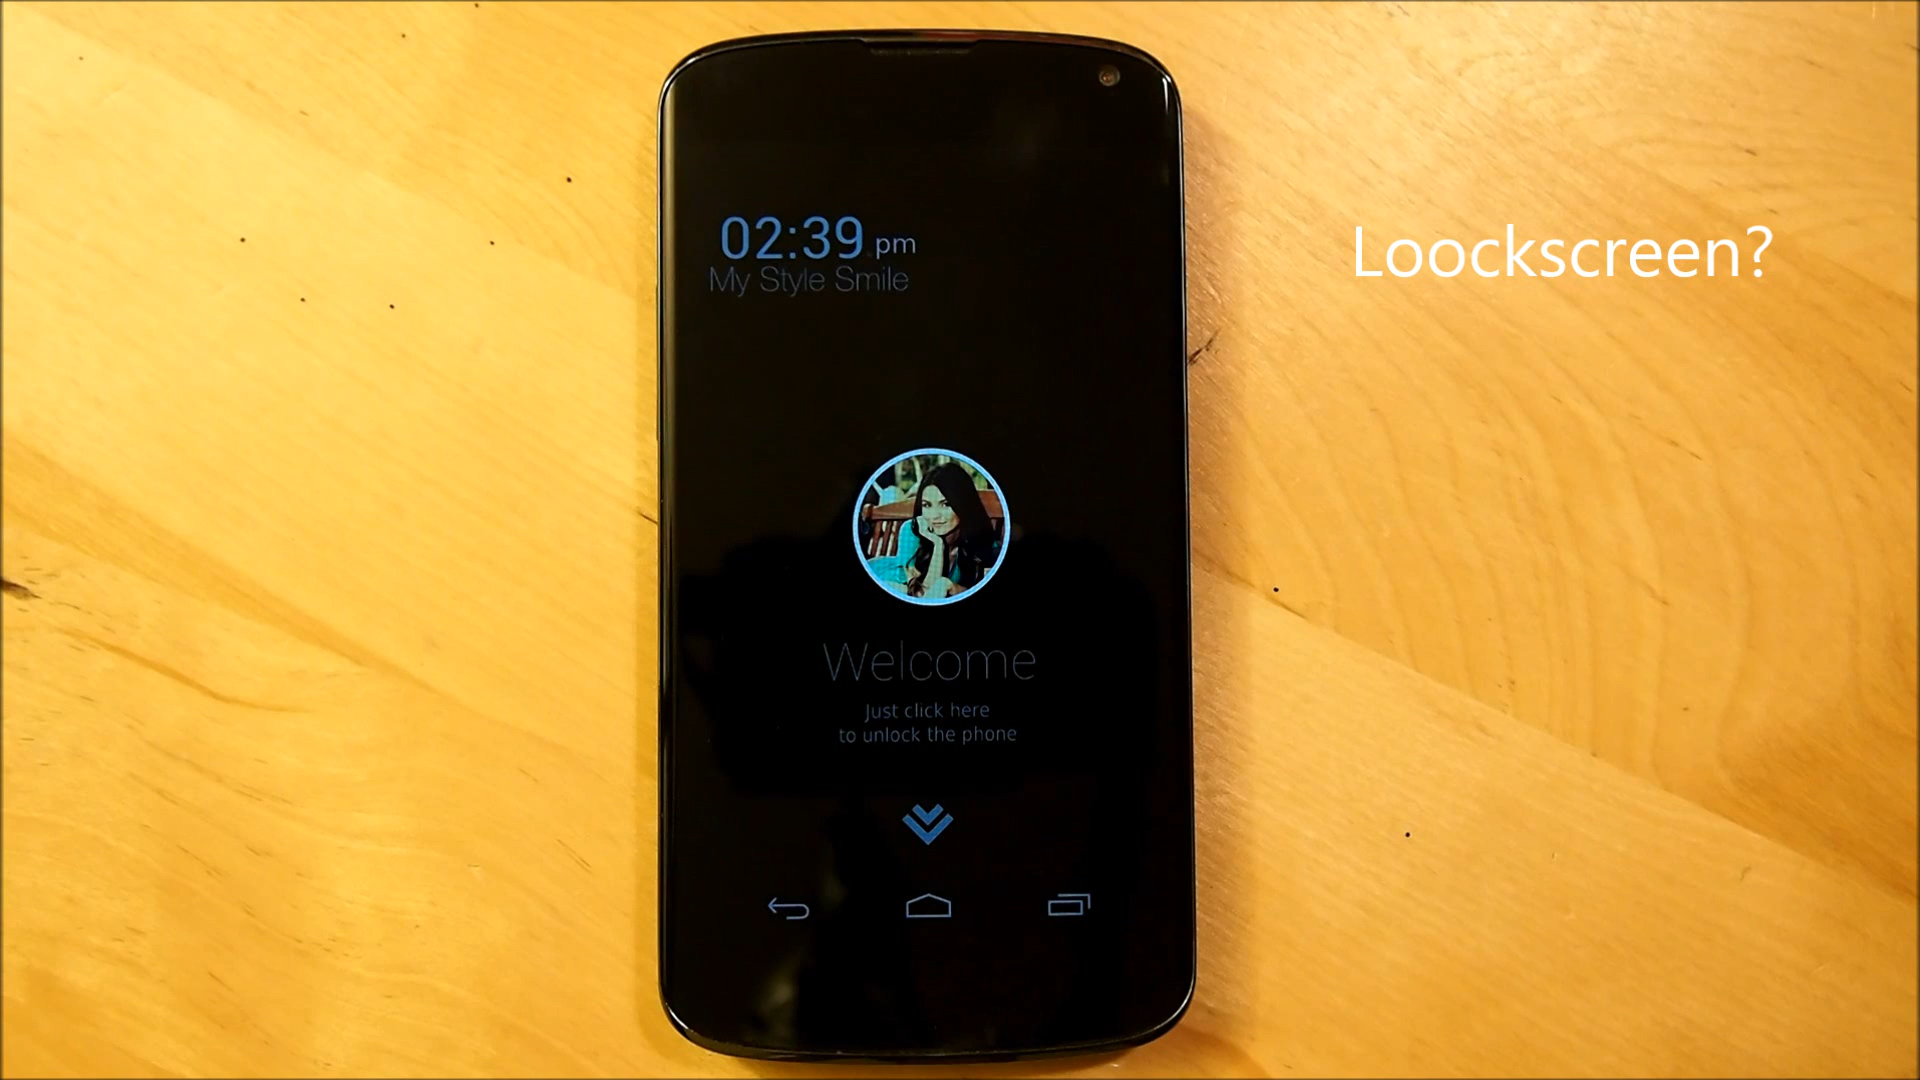 02:39 pm
My Style Smile
Loockscreen?
Welcome
Just click here
to unlock the phone